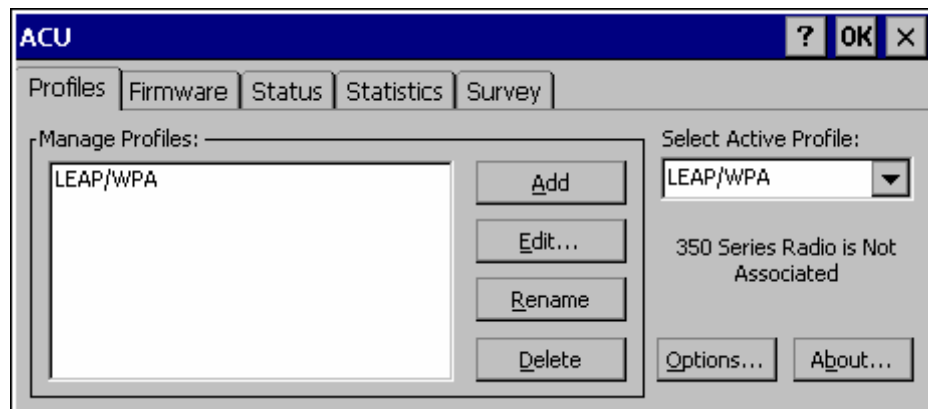 ACU ? OK ×
Profiles Firmware Status Statistics Survey
Manage Profiles:
LEAP/WPA
Add
Edit...
Rename
Delete
Select Active Profile:
LEAP/WPA
350 Series Radio is Not
Associated
Options... About...